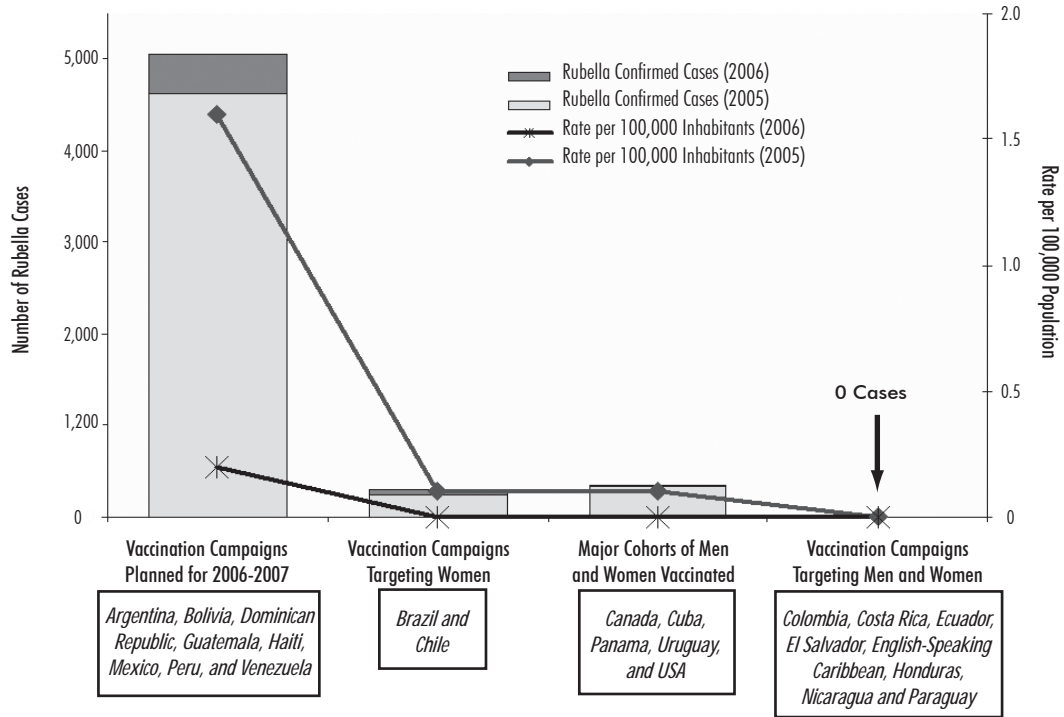 5,000
4,000
3,000
2,000
1,200
0
Number of Rubella Cases
2.0
1.5
1.0
0.5
0
Rate per 100,000 Population
Rubella Confirmed Cases (2006)
Rubella Confirmed Cases (2005)
Rate per 100,000 Inhabitants (2006)
Rate per 100,000 Inhabitants (2005)
0 Cases
Vaccination Campaigns
Planned for 2006-2007
Argentina, Bolivia, Dominican
Republic, Guatemala, Haiti,
Mexico, Peru, and Venezuela
Vaccination Campaigns
Targeting Women
Brazil and
Chile
Major Cohorts of Men
and Women Vaccinated
Canada, Cuba,
Panama, Uruguay,
and USA
Vaccination Campaigns
Targeting Men and Women
Colombia, Costa Rica, Ecuador,
El Salvador, English-Speaking
Caribbean, Honduras,
Nicaragua and Paraguay